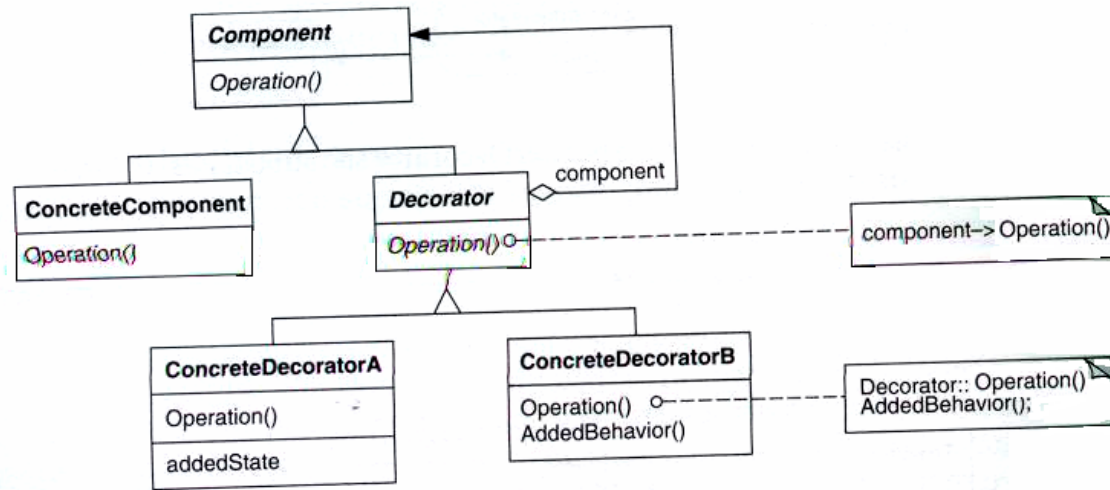 Component
Operation()
component
ConcreteComponent
Operation()
Decorator
Operation()
component–> Operation()
ConcreteDecoratorA
Operation()
addedState
ConcreteDecoratorB
Operation()
AddedBehavior()
Decorator:: Operation()
AddedBehavior();